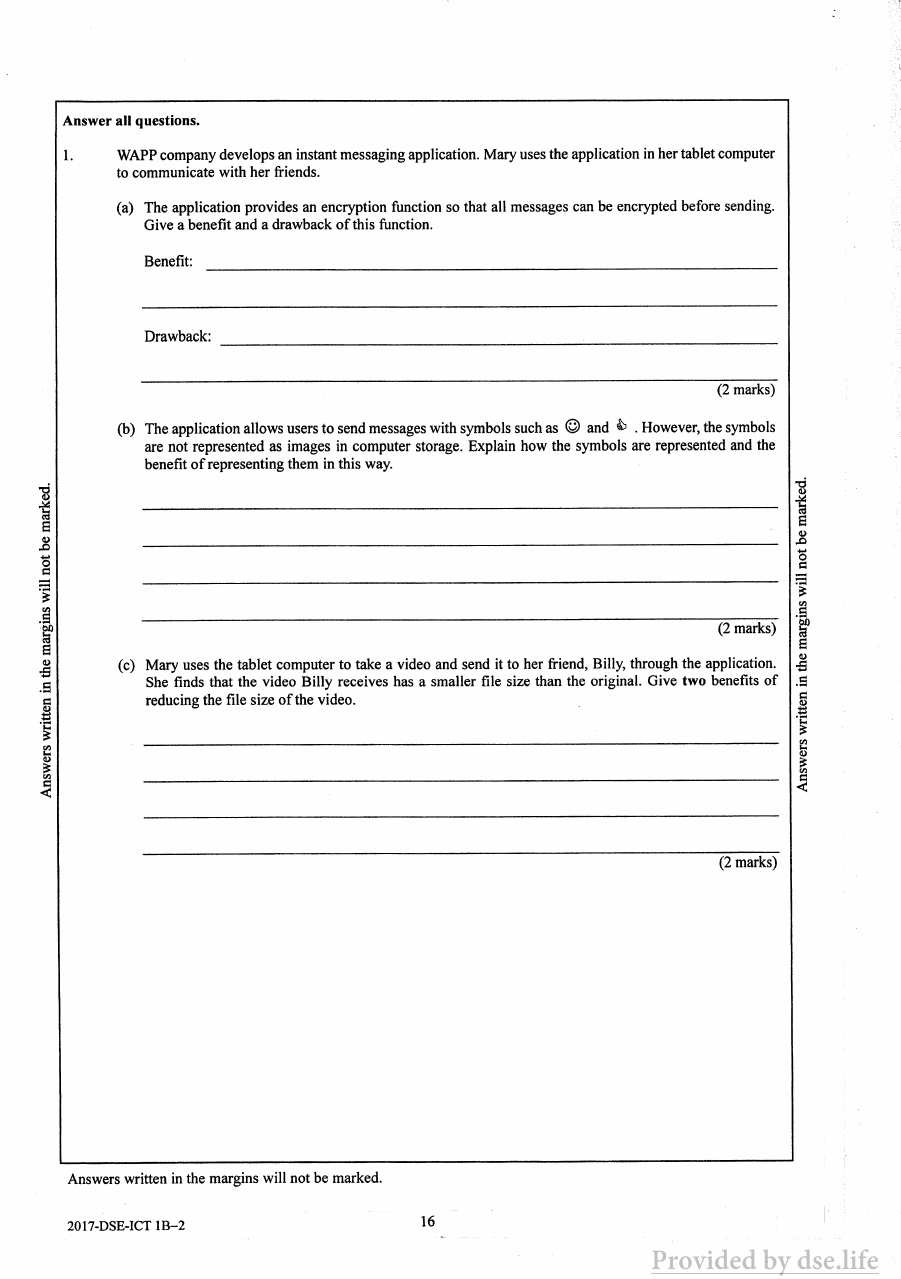 Answer all questions.
1. WAPP company develops an instant messaging application. Mary uses the application in her tablet computer
to communicate with her friends.
(a) The application provides an encryption function so that all messages can be encrypted before sending.
Give a benefit and a drawback of this function.
Benefit:
Drawback:
(2 marks)
(b) The application allows users to send messages with symbols such as ☺ and 👍 . However, the symbols
are not represented as images in computer storage. Explain how the symbols are represented and the
benefit of representing them in this way.
(2 marks)
(c) Mary uses the tablet computer to take a video and send it to her friend, Billy, through the application.
She finds that the video Billy receives has a smaller file size than the original. Give two benefits of
reducing the file size of the video.
(2 marks)
Answers written in the margins will not be marked.
Answers written in the margins will not be marked.
Answers written in the margins will not be marked.
2017-DSE-ICT 1B–2
16
Provided by dse.life